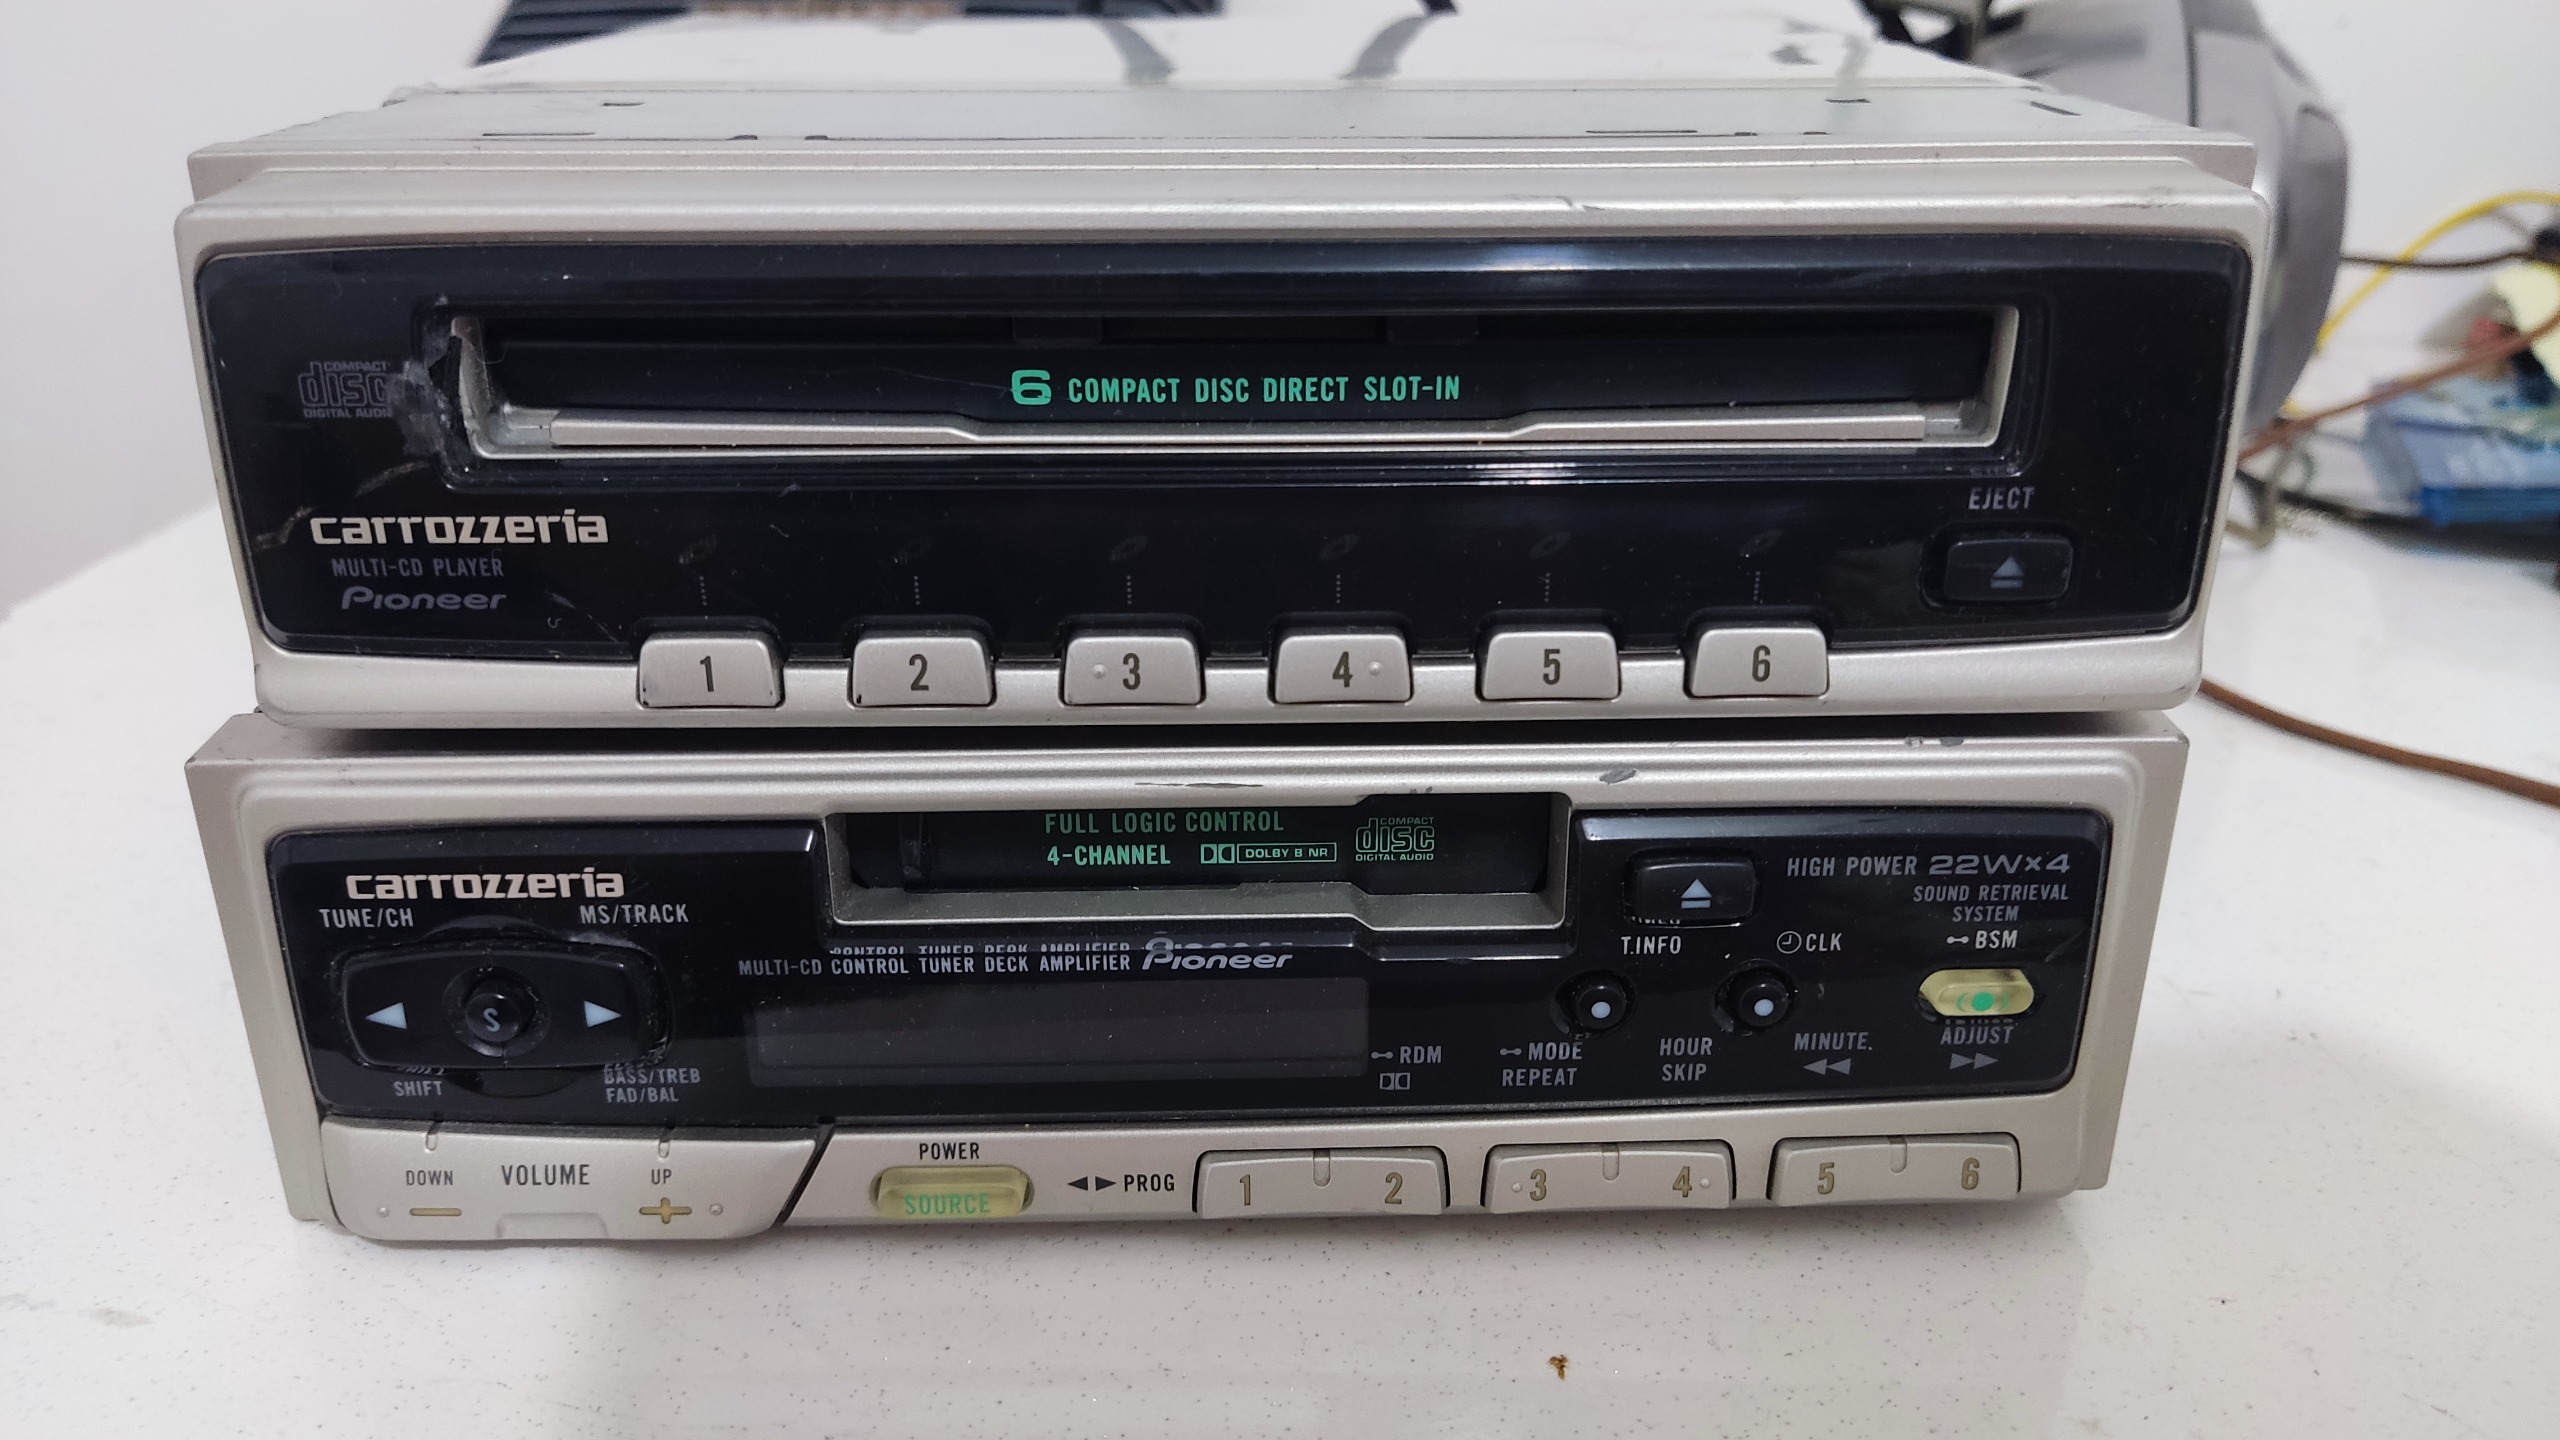 6 COMPACT DISC DIRECT SLOT-IN
COMPACT
disc
DIGITAL AUDIO
EJECT
carrozzeria
MULTI-CD PLAYER
Pioneer
1 2 3 4 5 6
FULL LOGIC CONTROL
4-CHANNEL DOLBY B NR
COMPACT
disc
DIGITAL AUDIO
carrozzeria
HIGH POWER 22W×4
SOUND RETRIEVAL
SYSTEM
TUNE/CH MS/TRACK
T.INFO CLK BSM
MULTI-CD CONTROL TUNER DECK AMPLIFIER Pioneer
S
SHIFT
BASS/TREB
FAD/BAL
RDM
MODE
REPEAT
HOUR
SKIP
MINUTE.
ADJUST
DOWN VOLUME UP
POWER
SOURCE
PROG 1 2 3 4 5 6